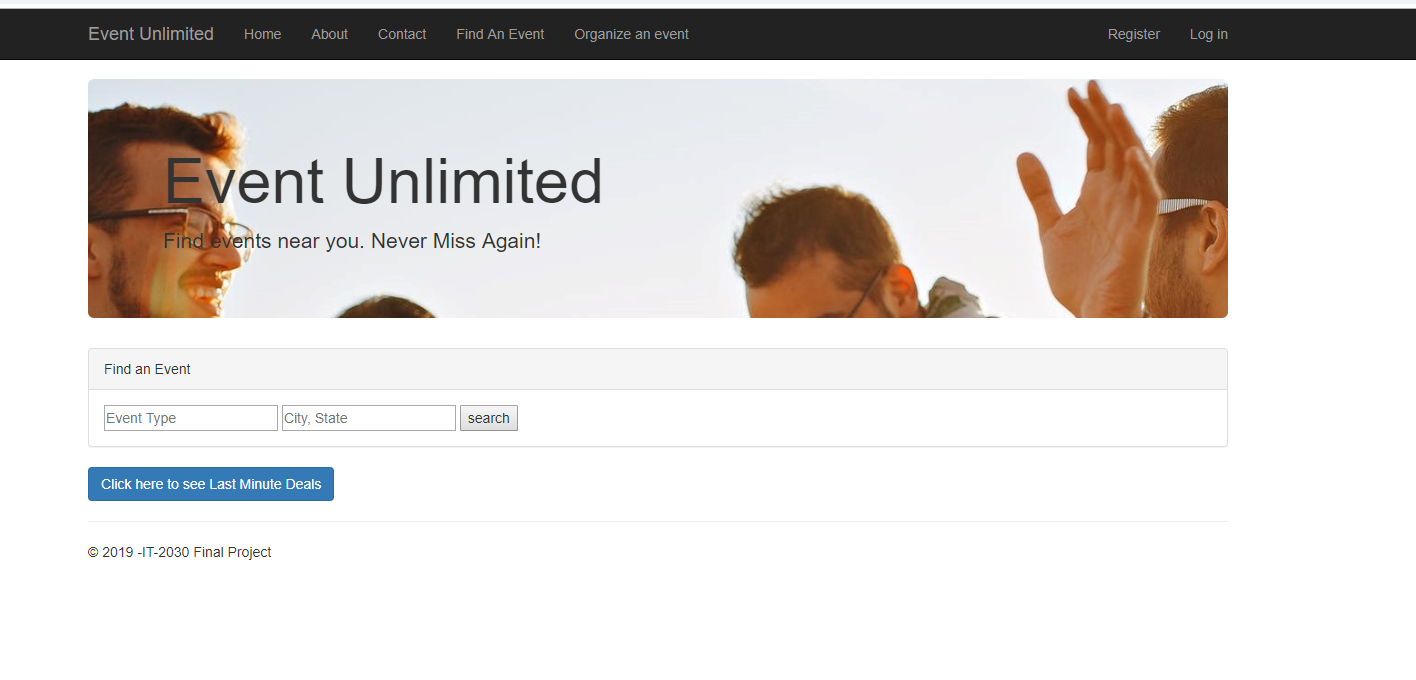 Event Unlimited Home About Contact Find An Event Organize an event Register Log in
Event Unlimited
Find events near you. Never Miss Again!
Find an Event
Event Type City, State search
Click here to see Last Minute Deals
© 2019 -IT-2030 Final Project